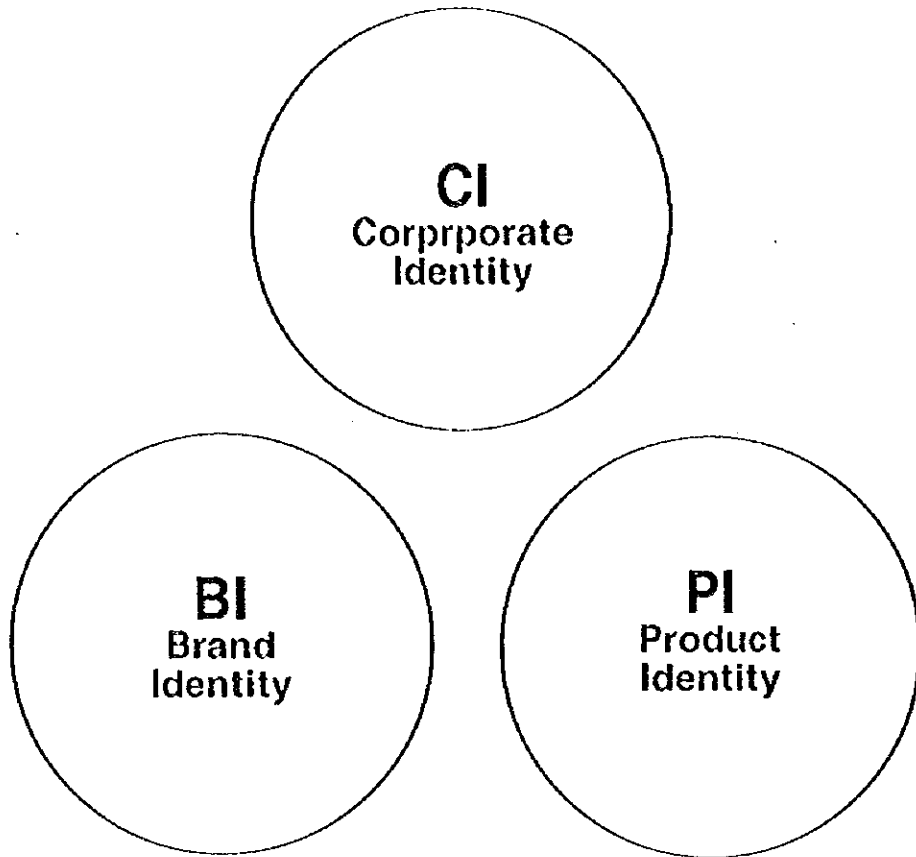 CI
Corprporate
Identity
BI
Brand
Identity
PI
Product
Identity